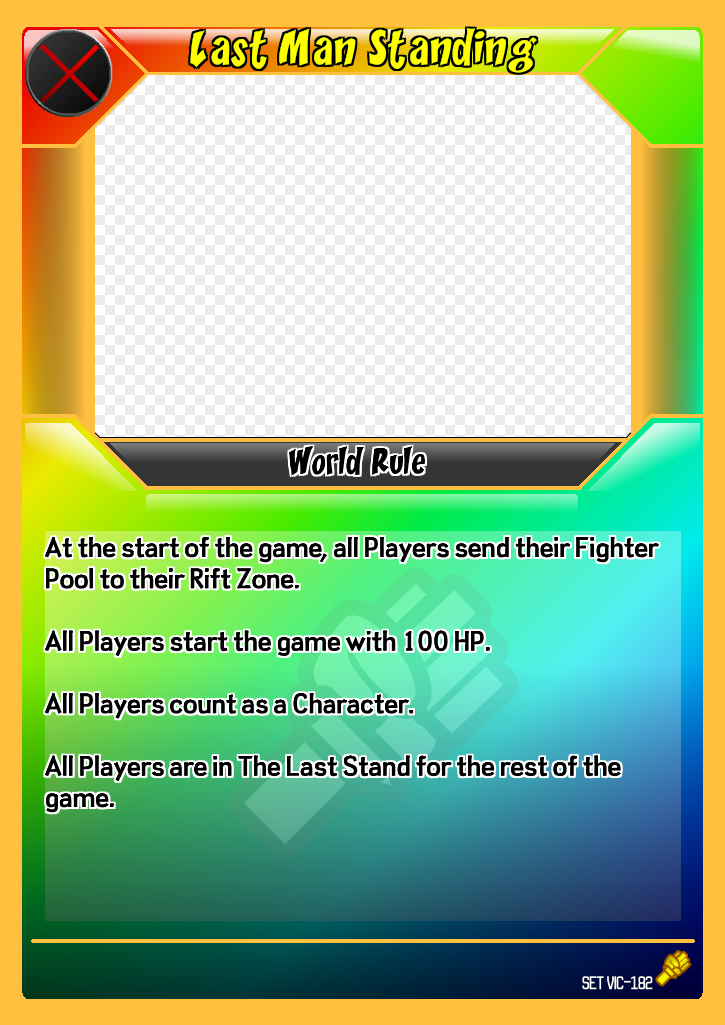 Last Man Standing
World Rule
At the start of the game, all Players send their Fighter
Pool to their Rift Zone.
All Players start the game with 100 HP.
All Players count as a Character.
All Players are in The Last Stand for the rest of the
game.
SET VIC-182